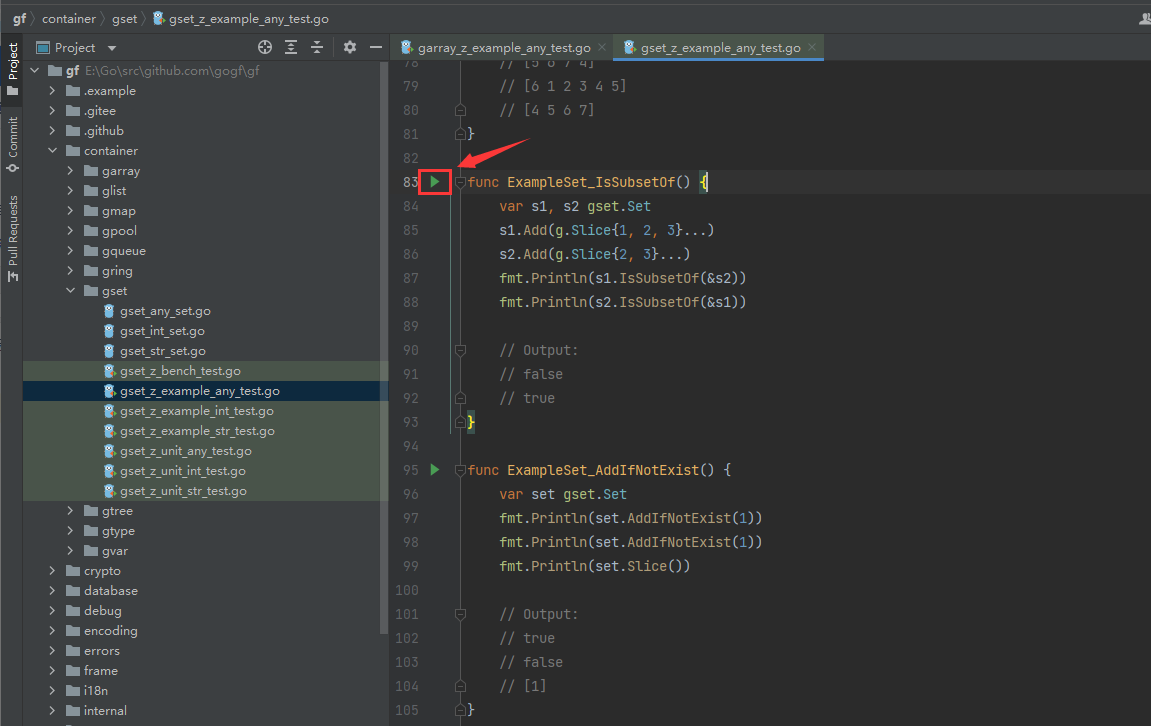 gf container gset gset_z_example_any_test.go
Project
garray_z_example_any_test.go
gset_z_example_any_test.go
Project
Commit
Pull Requests
gf E:\Go\src\github.com\gogf\gf
.example
.gitee
.github
container
garray
glist
gmap
gpool
gqueue
gring
gset
gset_any_set.go
gset_int_set.go
gset_str_set.go
gset_z_bench_test.go
gset_z_example_any_test.go
gset_z_example_int_test.go
gset_z_example_str_test.go
gset_z_unit_any_test.go
gset_z_unit_int_test.go
gset_z_unit_str_test.go
gtree
gtype
gvar
crypto
database
debug
encoding
errors
frame
i18n
internal
78 // [5 6 7 4]
79 // [6 1 2 3 4 5]
80 // [4 5 6 7]
81 }
82
83 func ExampleSet_IsSubsetOf() {
84 var s1, s2 gset.Set
85 s1.Add(g.Slice{1, 2, 3}...)
86 s2.Add(g.Slice{2, 3}...)
87 fmt.Println(s1.IsSubsetOf(&s2))
88 fmt.Println(s2.IsSubsetOf(&s1))
89
90 // Output:
91 // false
92 // true
93 }
94
95 func ExampleSet_AddIfNotExist() {
96 var set gset.Set
97 fmt.Println(set.AddIfNotExist(1))
98 fmt.Println(set.AddIfNotExist(1))
99 fmt.Println(set.Slice())
100
101 // Output:
102 // true
103 // false
104 // [1]
105 }